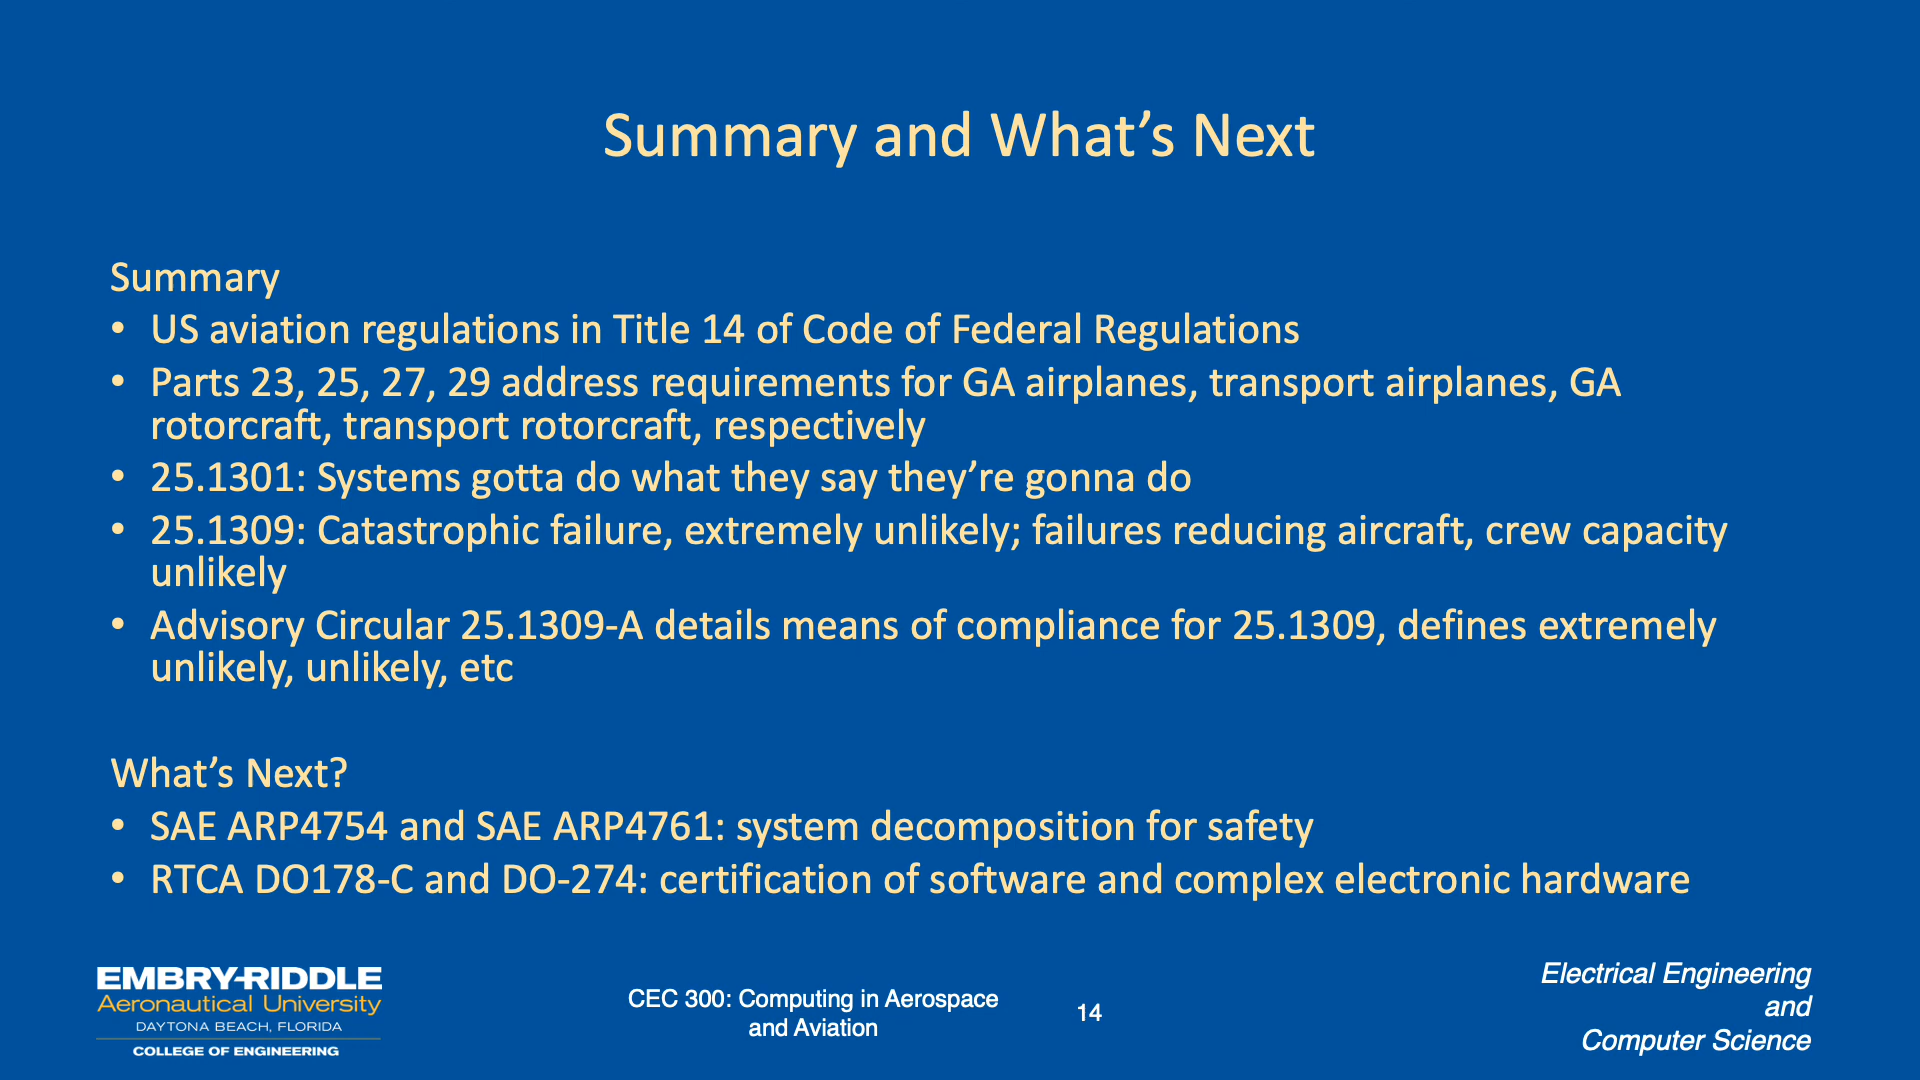 Summary and What’s Next
Summary
• US aviation regulations in Title 14 of Code of Federal Regulations
• Parts 23, 25, 27, 29 address requirements for GA airplanes, transport airplanes, GA
rotorcraft, transport rotorcraft, respectively
• 25.1301: Systems gotta do what they say they’re gonna do
• 25.1309: Catastrophic failure, extremely unlikely; failures reducing aircraft, crew capacity
unlikely
• Advisory Circular 25.1309-A details means of compliance for 25.1309, defines extremely
unlikely, unlikely, etc
What’s Next?
• SAE ARP4754 and SAE ARP4761: system decomposition for safety
• RTCA DO178-C and DO-274: certification of software and complex electronic hardware
EMBRY-RIDDLE
Aeronautical University
DAYTONA BEACH, FLORIDA
COLLEGE OF ENGINEERING
CEC 300: Computing in Aerospace
and Aviation
14
Electrical Engineering
and
Computer Science